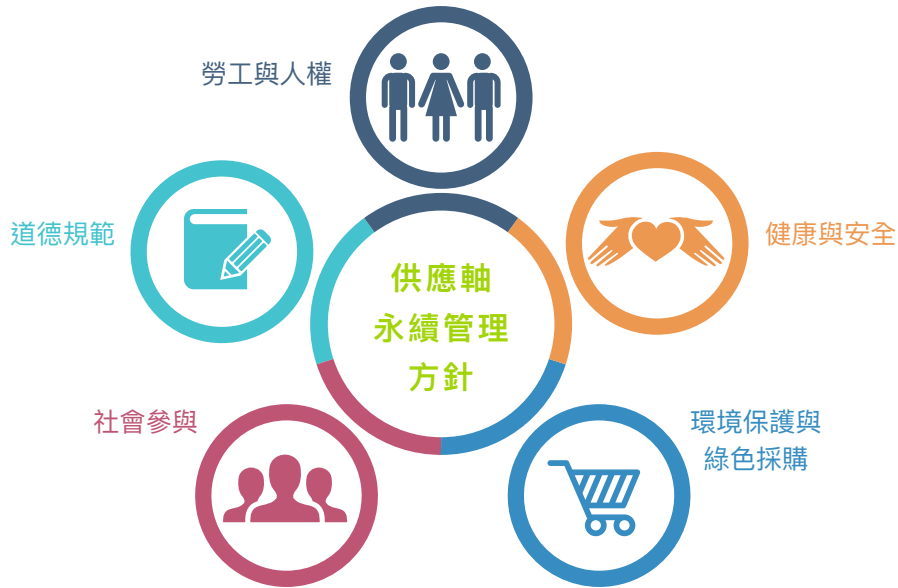 勞工與人權
道德規範
健康與安全
供應軸
永續管理
方針
社會參與
環境保護與
綠色採購